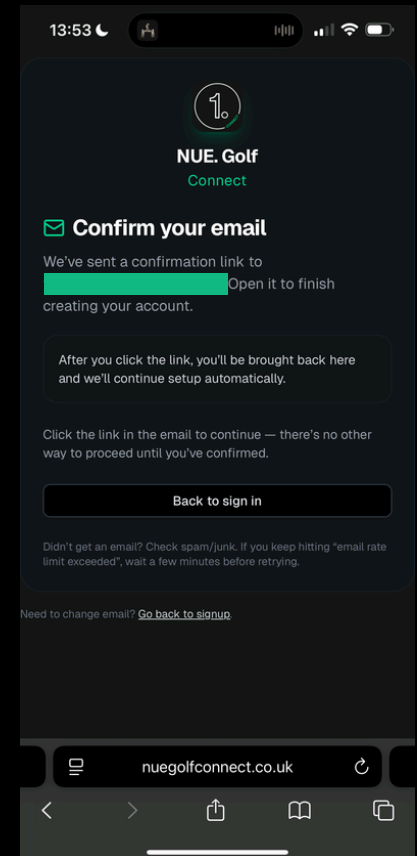 13:53
1.
CONNECT
NUE. Golf
Connect
Confirm your email
We've sent a confirmation link to
Open it to finish
creating your account.
After you click the link, you'll be brought back here
and we'll continue setup automatically.
Click the link in the email to continue — there's no other
way to proceed until you've confirmed.
Back to sign in
Didn't get an email? Check spam/junk. If you keep hitting “email rate
limit exceeded”, wait a few minutes before retrying.
Need to change email? Go back to signup.
nuegolfconnect.co.uk